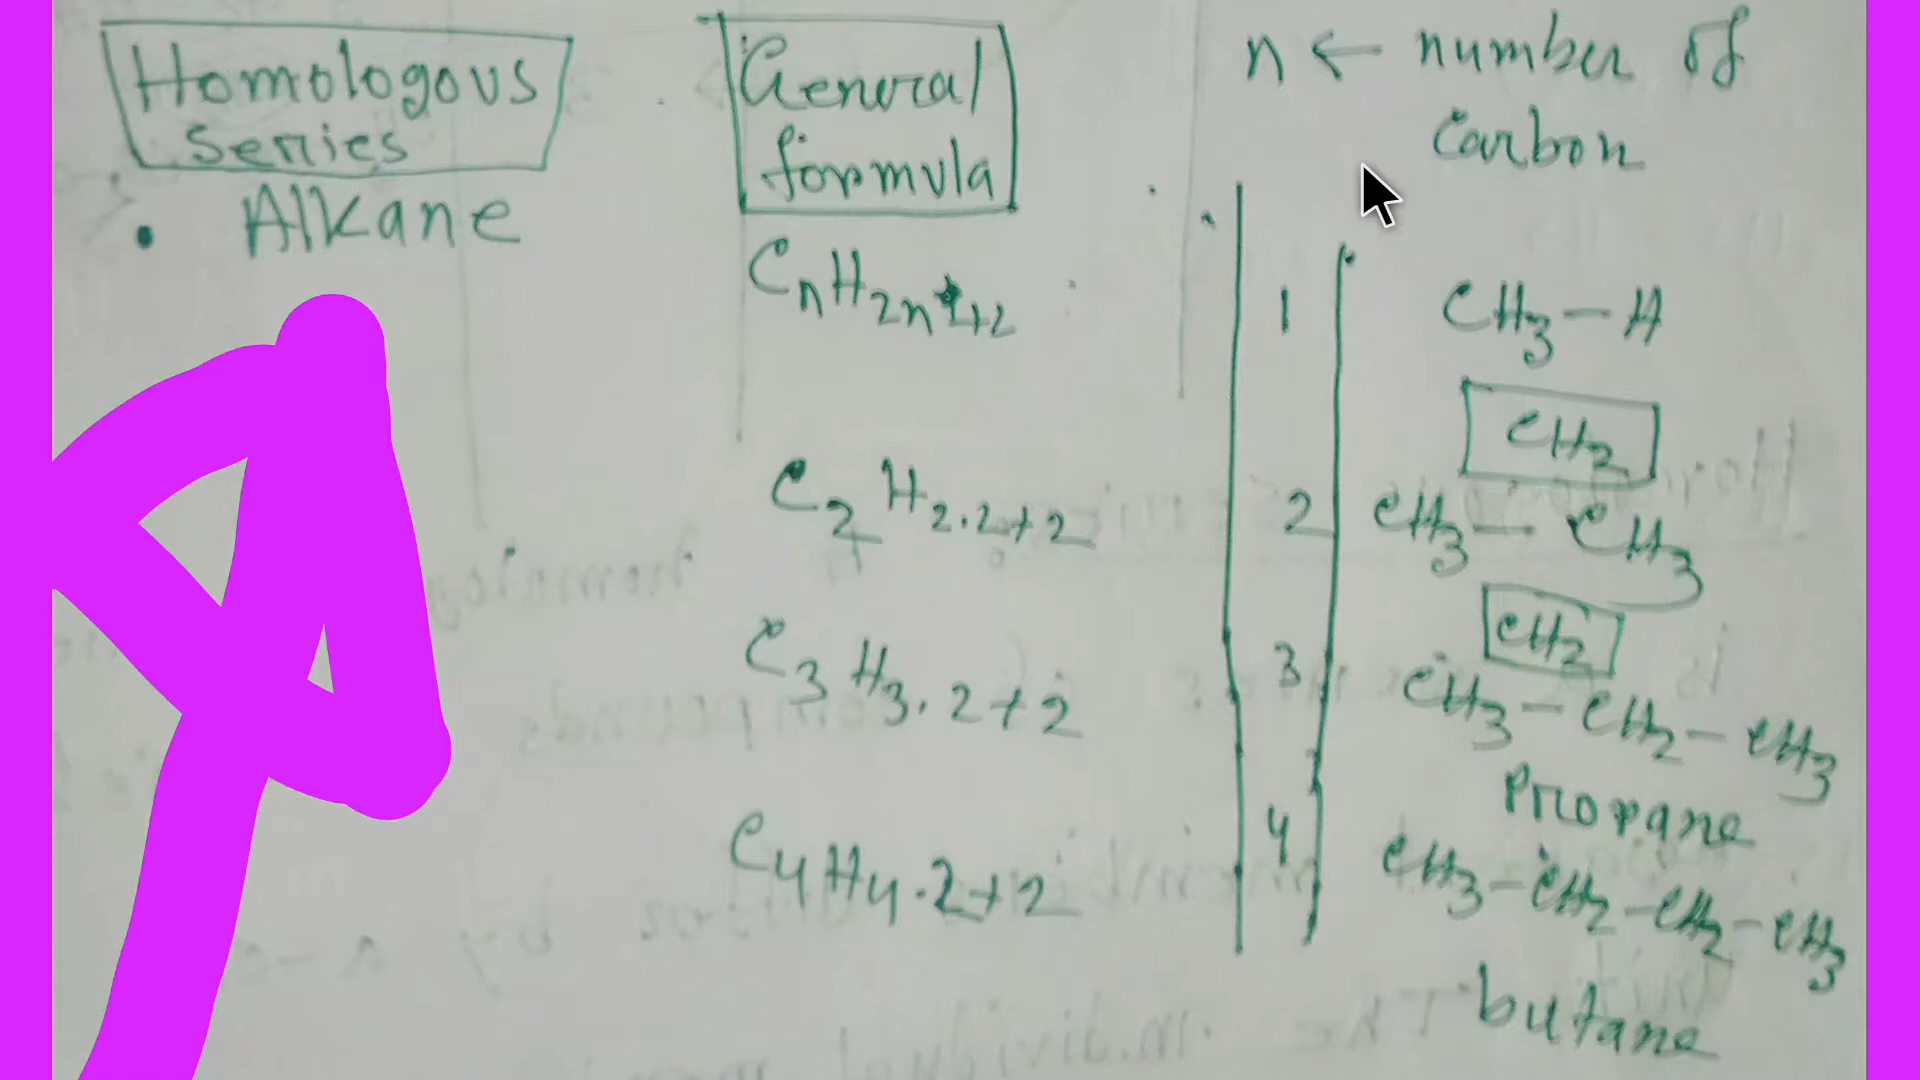 Homologous
Series
• Alkane
General
formula
CnH2n+2
C2H2.2+2
C3H3.2+2
C4H4.2+2
n ← number of
Carbon
1 CH3-H
CH2
2 CH3-CH3
CH2
3 CH3-CH2-CH3
Propane
4 CH3-CH2-CH2-CH3
butane